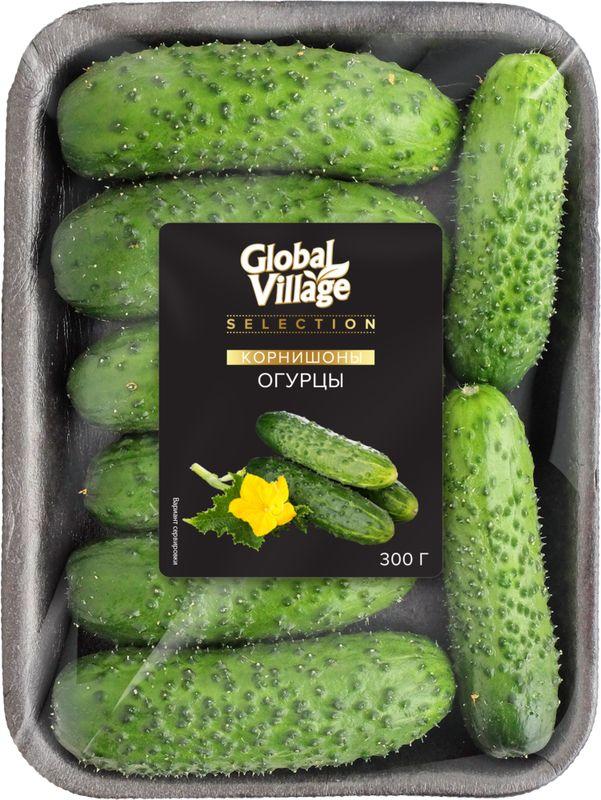 Global
Village
SELECTION
КОРНИШОНЫ
ОГУРЦЫ
Вариант сервировки
300 Г